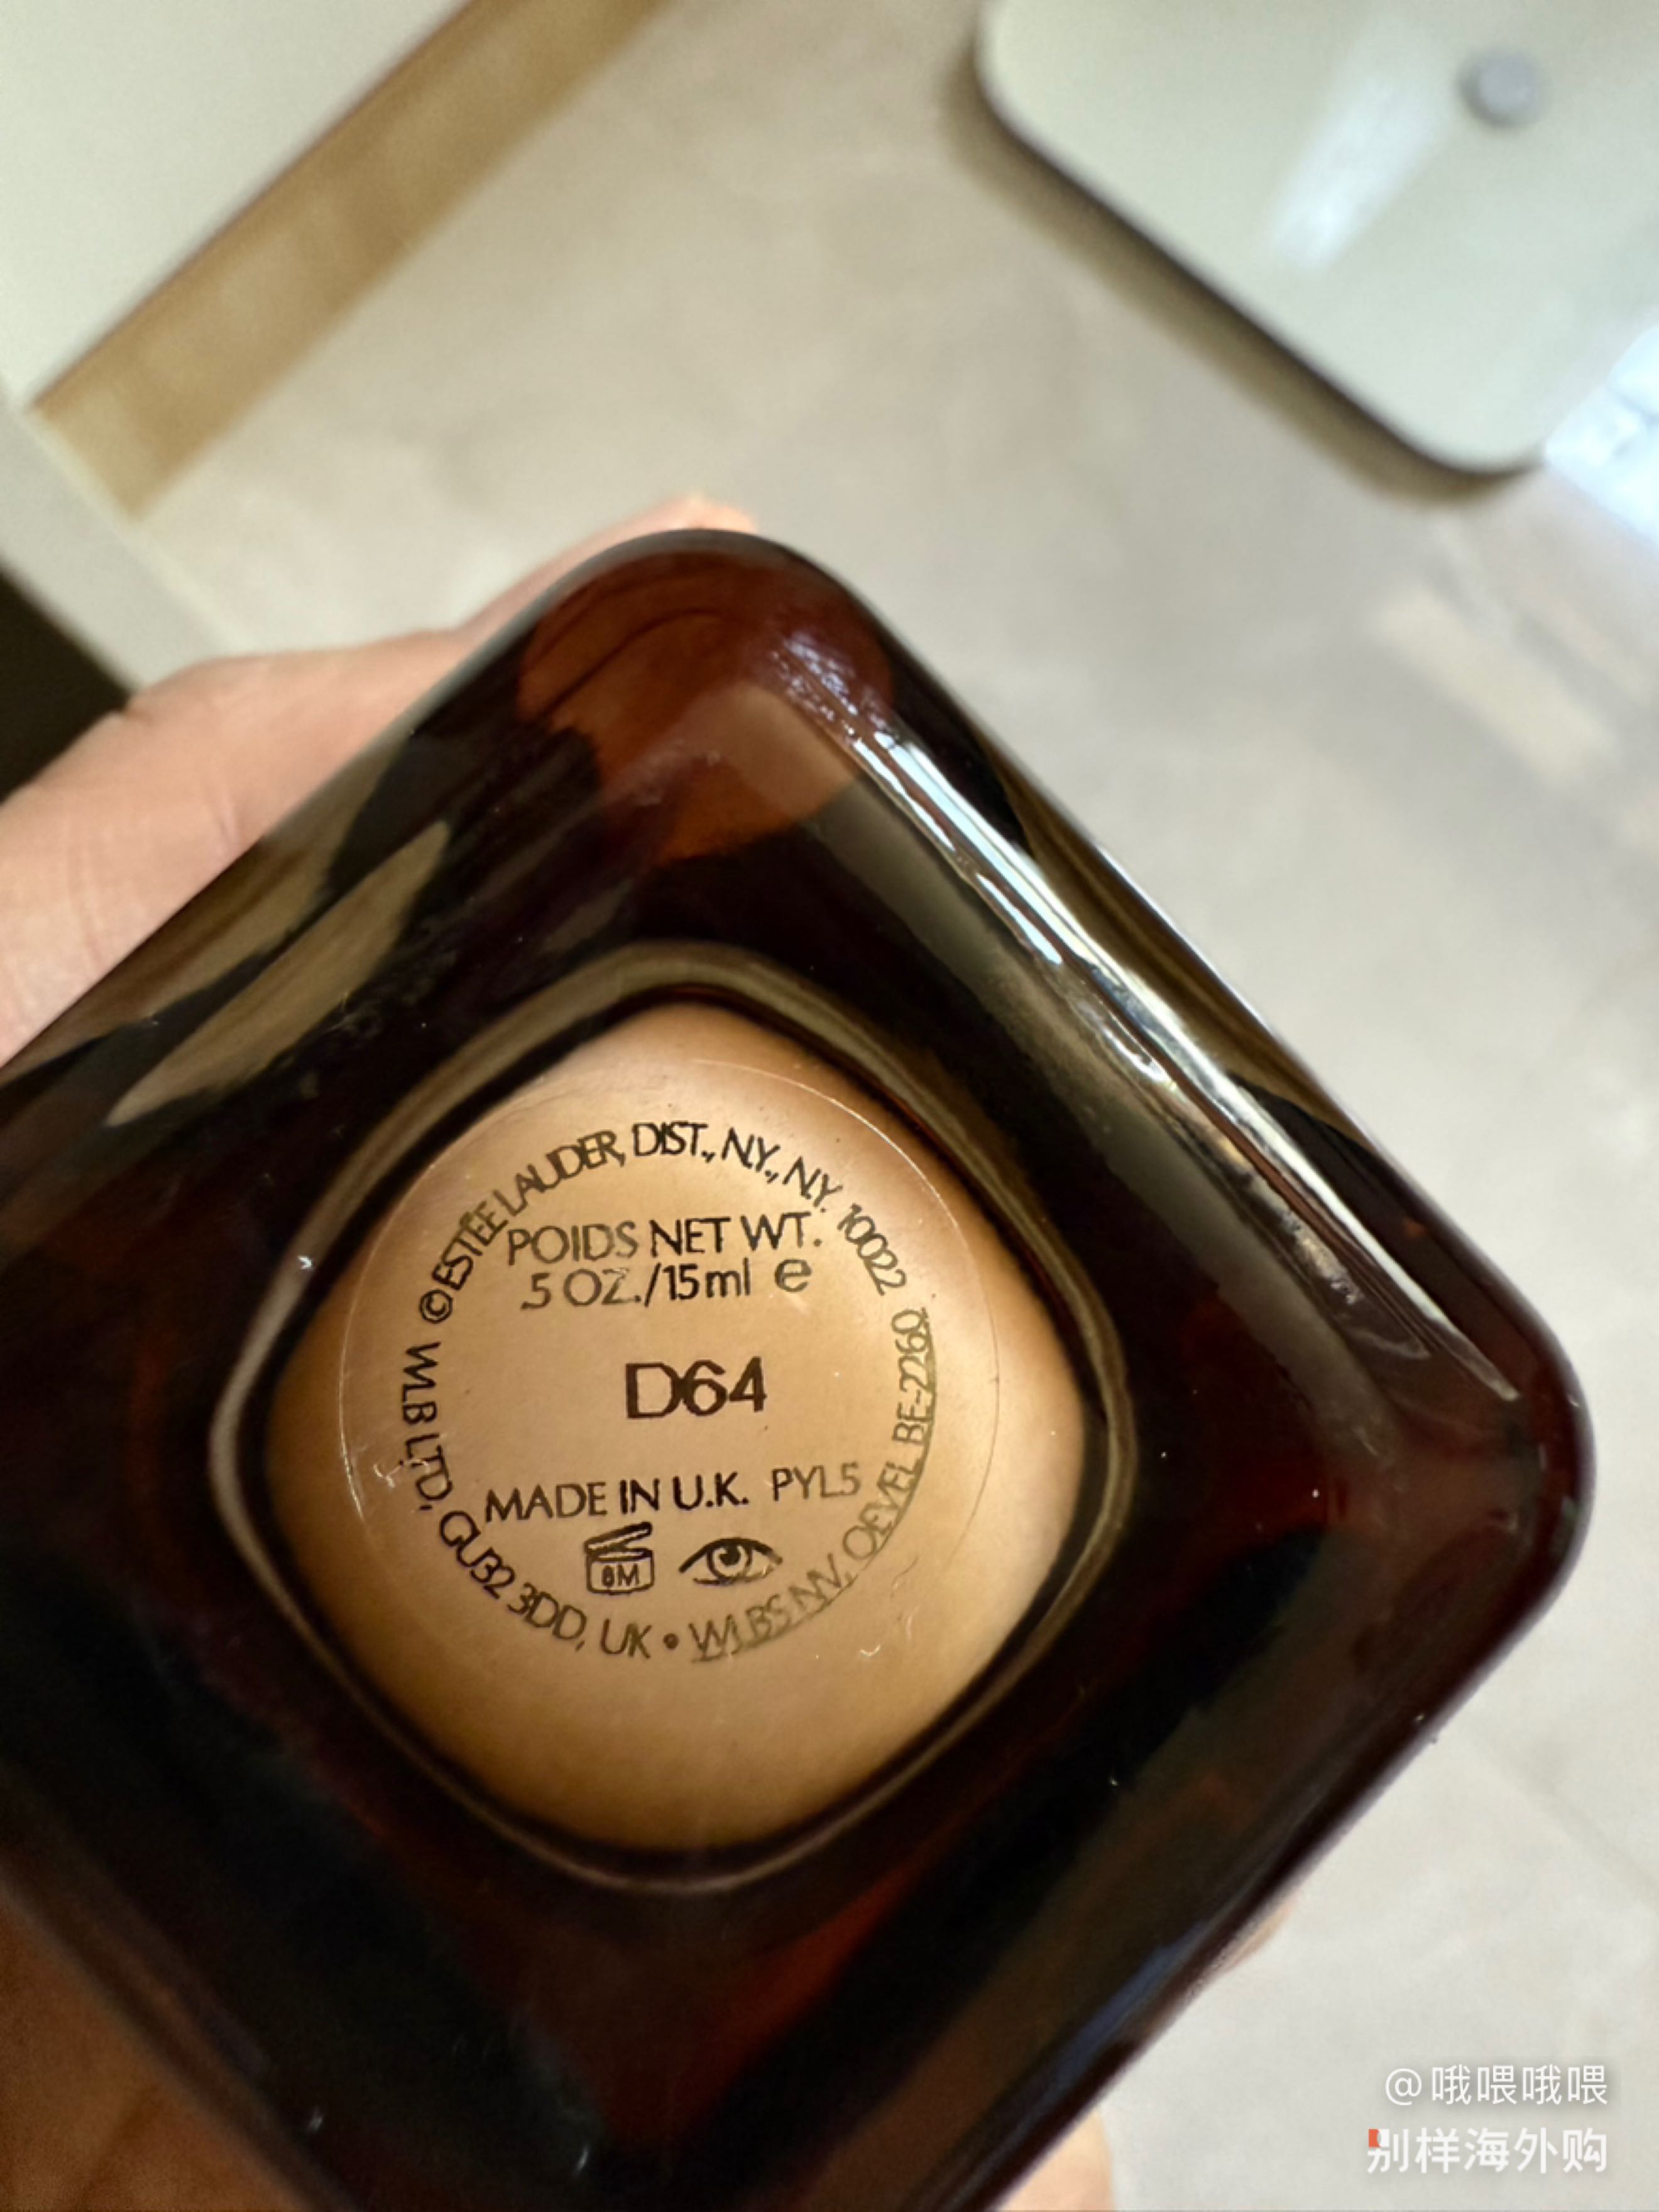 © ESTĒE LAUDER, DIST., N.Y., N.Y. 10022
POIDS NET WT.
.5 OZ./15ml e
D64
MADE IN U.K. PYL5
6M
WLB LTD, GU32 3DD, UK • WLBS NV, OEVEL BE-2260
@哦喂哦喂
别样海外购